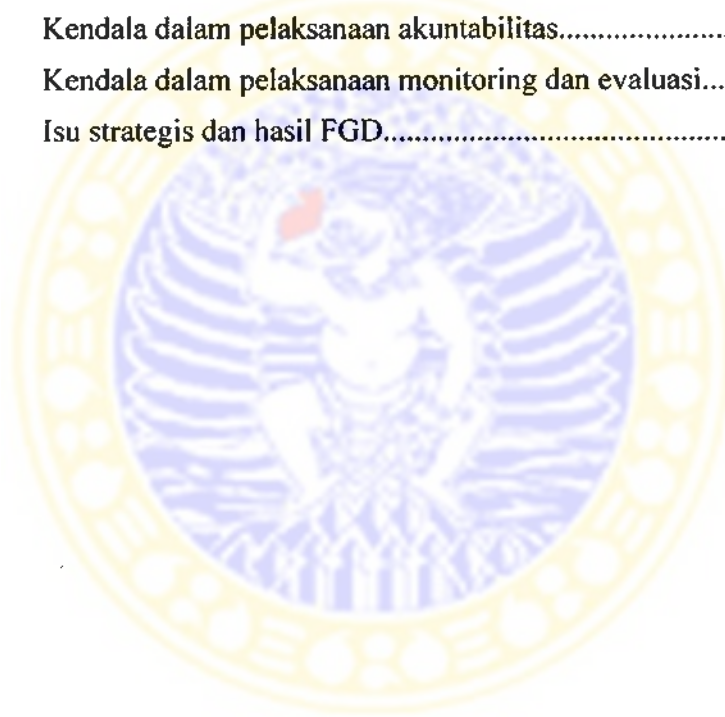 Kendala dalam pelaksanaan akuntabilitas.....................
Kendala dalam pelaksanaan monitoring dan evaluasi...
Isu strategis dan hasil FGD............................................